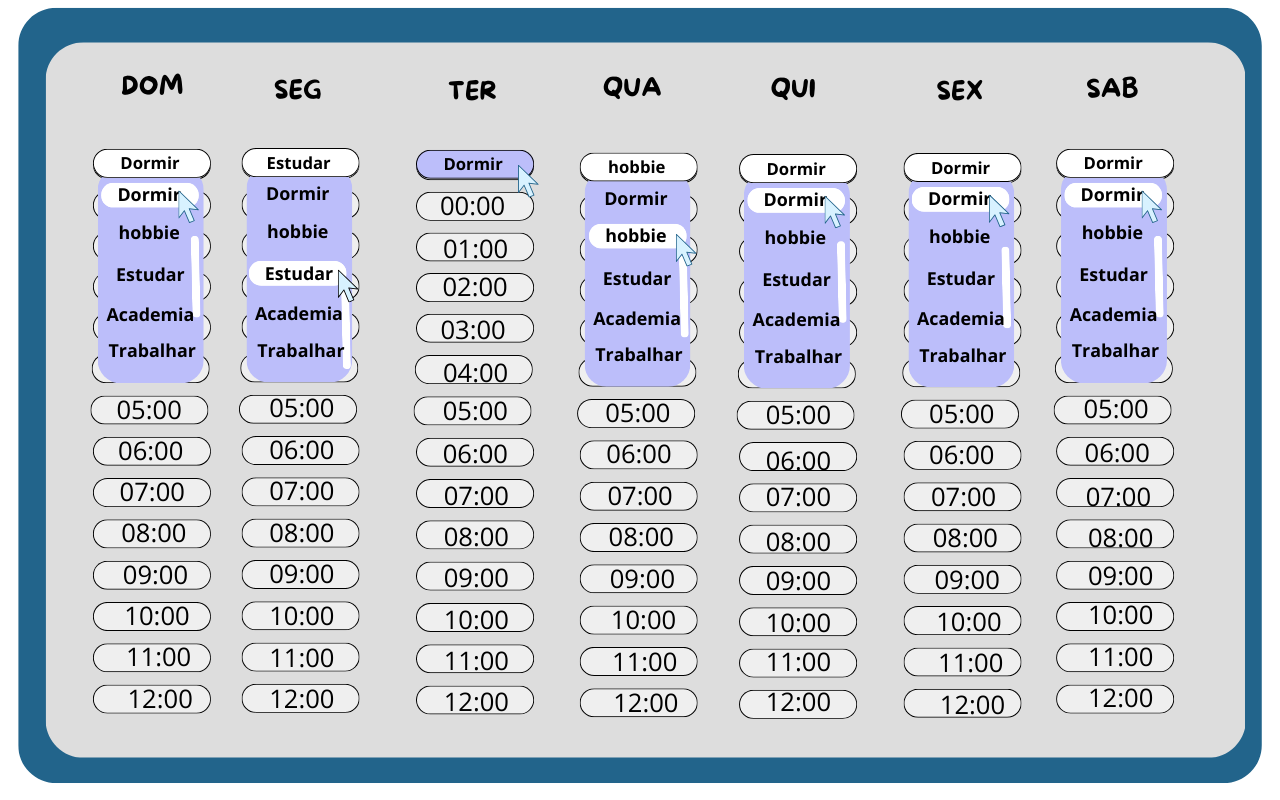 DOM SEG TER QUA QUI SEX SAB
Dormir Estudar Dormir hobbie Dormir Dormir Dormir
Dormir Dormir 00:00 Dormir Dormir Dormir Dormir
hobbie hobbie 01:00 hobbie hobbie hobbie hobbie
Estudar Estudar 02:00 Estudar Estudar Estudar Estudar
Academia Academia 03:00 Academia Academia Academia Academia
Trabalhar Trabalhar 04:00 Trabalhar Trabalhar Trabalhar Trabalhar
05:00 05:00 05:00 05:00 05:00 05:00 05:00
06:00 06:00 06:00 06:00 06:00 06:00 06:00
07:00 07:00 07:00 07:00 07:00 07:00 07:00
08:00 08:00 08:00 08:00 08:00 08:00 08:00
09:00 09:00 09:00 09:00 09:00 09:00 09:00
10:00 10:00 10:00 10:00 10:00 10:00 10:00
11:00 11:00 11:00 11:00 11:00 11:00 11:00
12:00 12:00 12:00 12:00 12:00 12:00 12:00